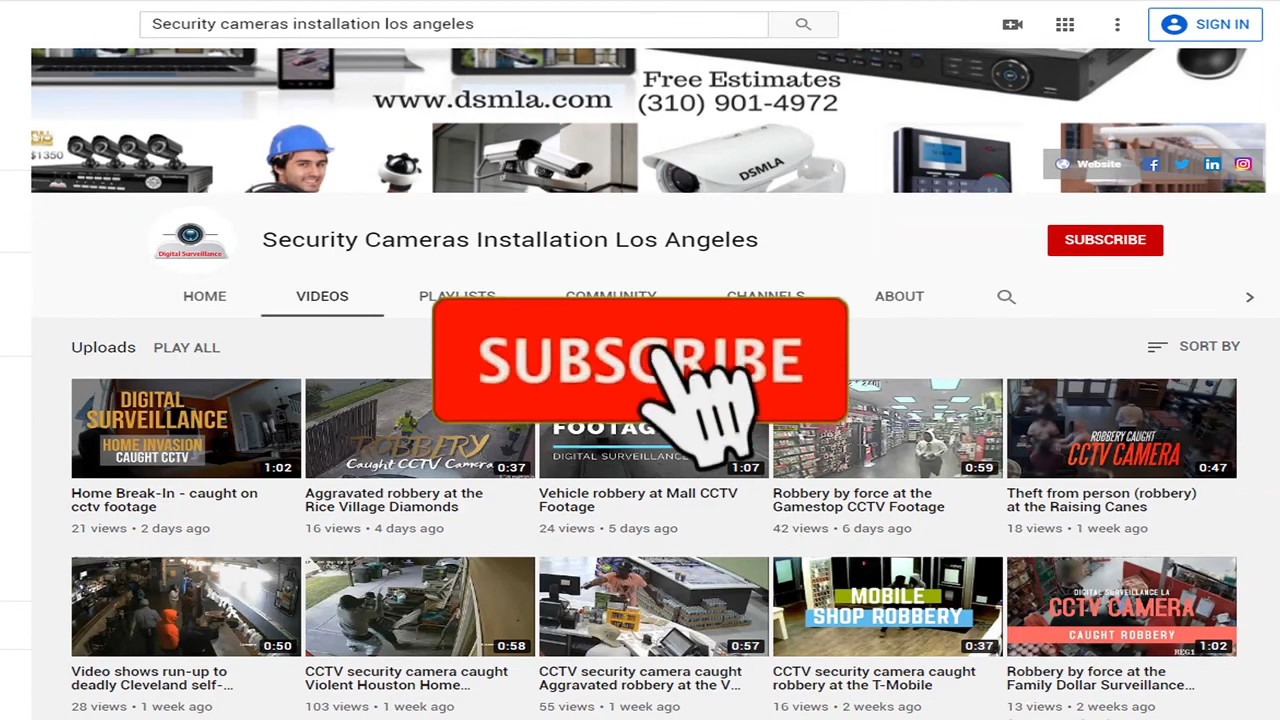 Security cameras installation los angeles
SIGN IN
Free Estimates
www.dsmla.com
(310) 901-4972
$1350
DSMLA
Website
Digital Surveillance
Security Cameras Installation Los Angeles
SUBSCRIBE
HOME
VIDEOS
PLAYLISTS
COMMUNITY
CHANNELS
ABOUT
SUBSCRIBE
Uploads
PLAY ALL
SORT BY
DIGITAL
SURVEILLANCE
HOME INVASION
CAUGHT CCTV
1:02
ROBBERY
Caught CCTV Camera
0:37
FOOTAG
DIGITAL SURVEILLANC
1:07
0:59
ROBBERY CAUGHT
CCTV CAMERA
0:47
Home Break-In - caught on
cctv footage
21 views • 2 days ago
Aggravated robbery at the
Rice Village Diamonds
16 views • 4 days ago
Vehicle robbery at Mall CCTV
Footage
24 views • 5 days ago
Robbery by force at the
Gamestop CCTV Footage
42 views • 6 days ago
Theft from person (robbery)
at the Raising Canes
18 views • 1 week ago
0:50
0:58
0:57
MOBILE
SHOP ROBBERY
0:37
DIGITAL SURVEILLANCE LA
CCTV CAMERA
CAUGHT ROBBERY
REG1
1:02
Video shows run-up to
deadly Cleveland self-...
28 views • 1 week ago
CCTV security camera caught
Violent Houston Home...
103 views • 1 week ago
CCTV security camera caught
Aggravated robbery at the V...
55 views • 1 week ago
CCTV security camera caught
robbery at the T-Mobile
16 views • 2 weeks ago
Robbery by force at the
Family Dollar Surveillance...
13 views • 2 weeks ago